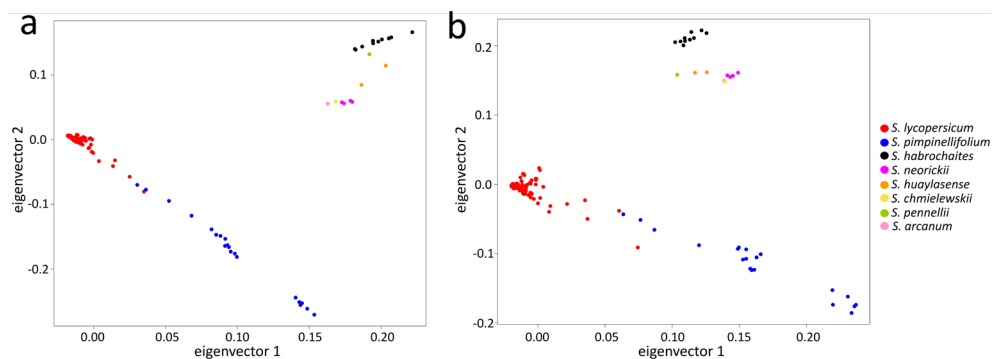 a
0.1
0.0
-0.1
-0.2
eigenvector 2
0.00
0.05
0.10
0.15
0.20
eigenvector 1
b
0.2
0.1
0.0
-0.1
-0.2
eigenvector 2
0.00
0.05
0.10
0.15
0.20
eigenvector 1
S. lycopersicum
S. pimpinellifolium
S. habrochaites
S. neorickii
S. huaylasense
S. chmielewskii
S. pennellii
S. arcanum